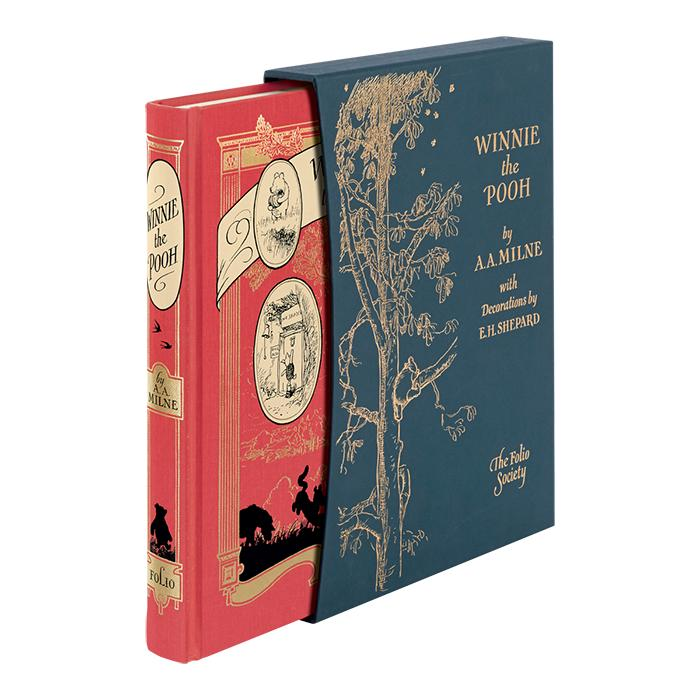 WINNIE
the
POOH
by
A.A.
MILNE
FOLIO
WINNIE
the
POOH
by
A.A.MILNE
with
Decorations by
E.H.SHEPARD
The Folio
Society